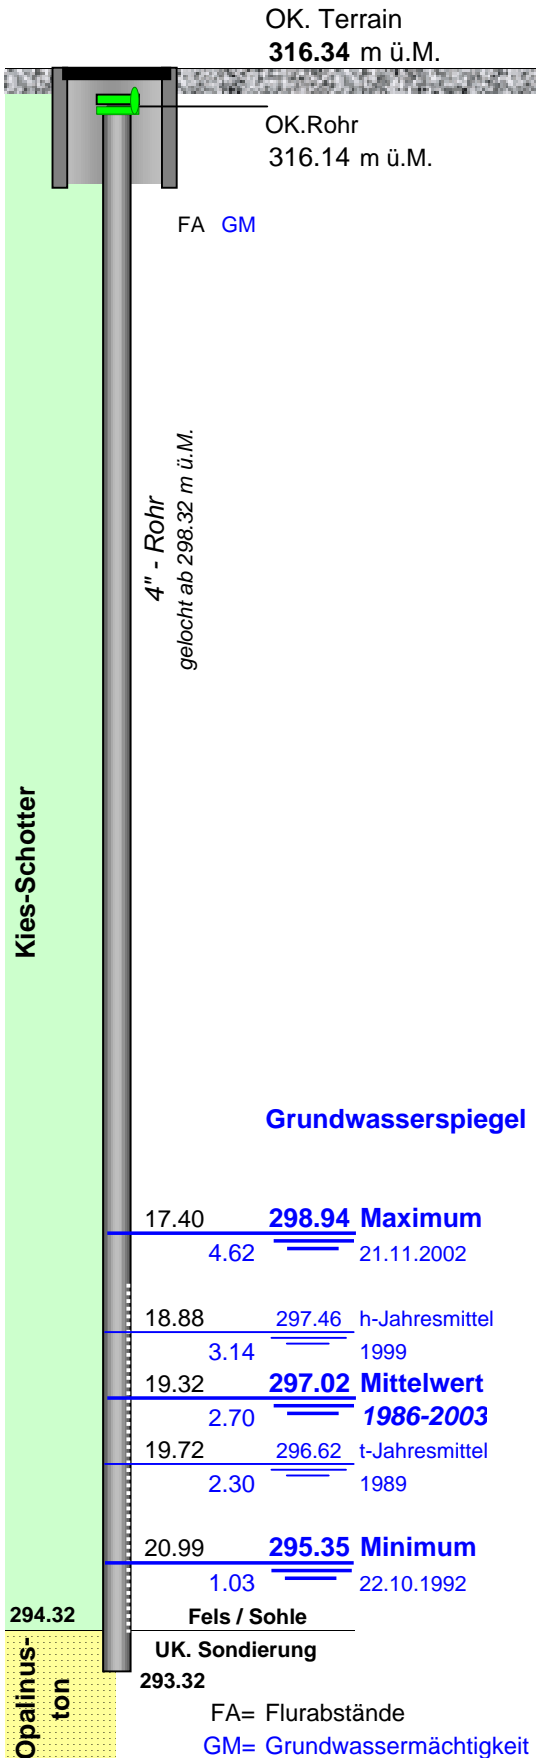 OK. Terrain
316.34 m ü.M.
OK.Rohr
316.14 m ü.M.
FA GM
4" - Rohr
gelocht ab 298.32 m ü.M.
Kies-Schotter
Grundwasserspiegel
17.40 298.94 Maximum
4.62 21.11.2002
18.88 297.46 h-Jahresmittel
3.14 1999
19.32 297.02 Mittelwert
2.70 1986-2003
19.72 296.62 t-Jahresmittel
2.30 1989
20.99 295.35 Minimum
1.03 22.10.1992
294.32 Fels / Sohle
UK. Sondierung
293.32
Opalinus-
ton
FA= Flurabstände
GM= Grundwassermächtigkeit